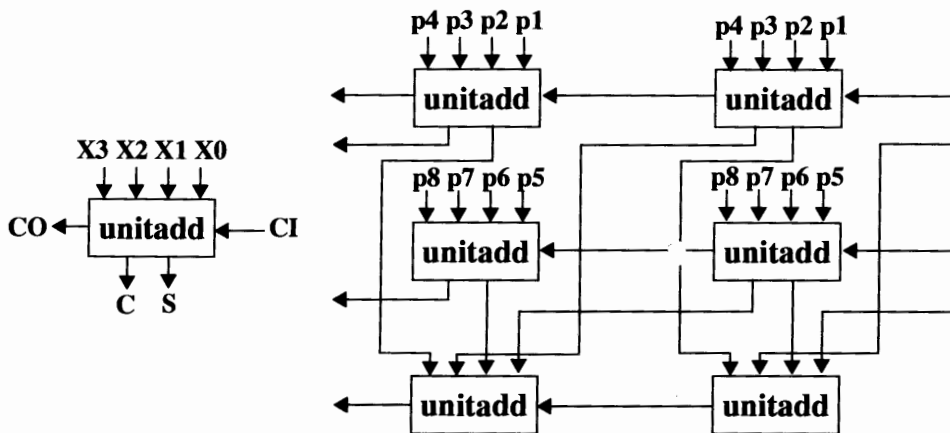 p4 p3 p2 p1
p4 p3 p2 p1
unitadd
unitadd
X3 X2 X1 X0
CO
unitadd
CI
C S
p8 p7 p6 p5
p8 p7 p6 p5
unitadd
unitadd
unitadd
unitadd